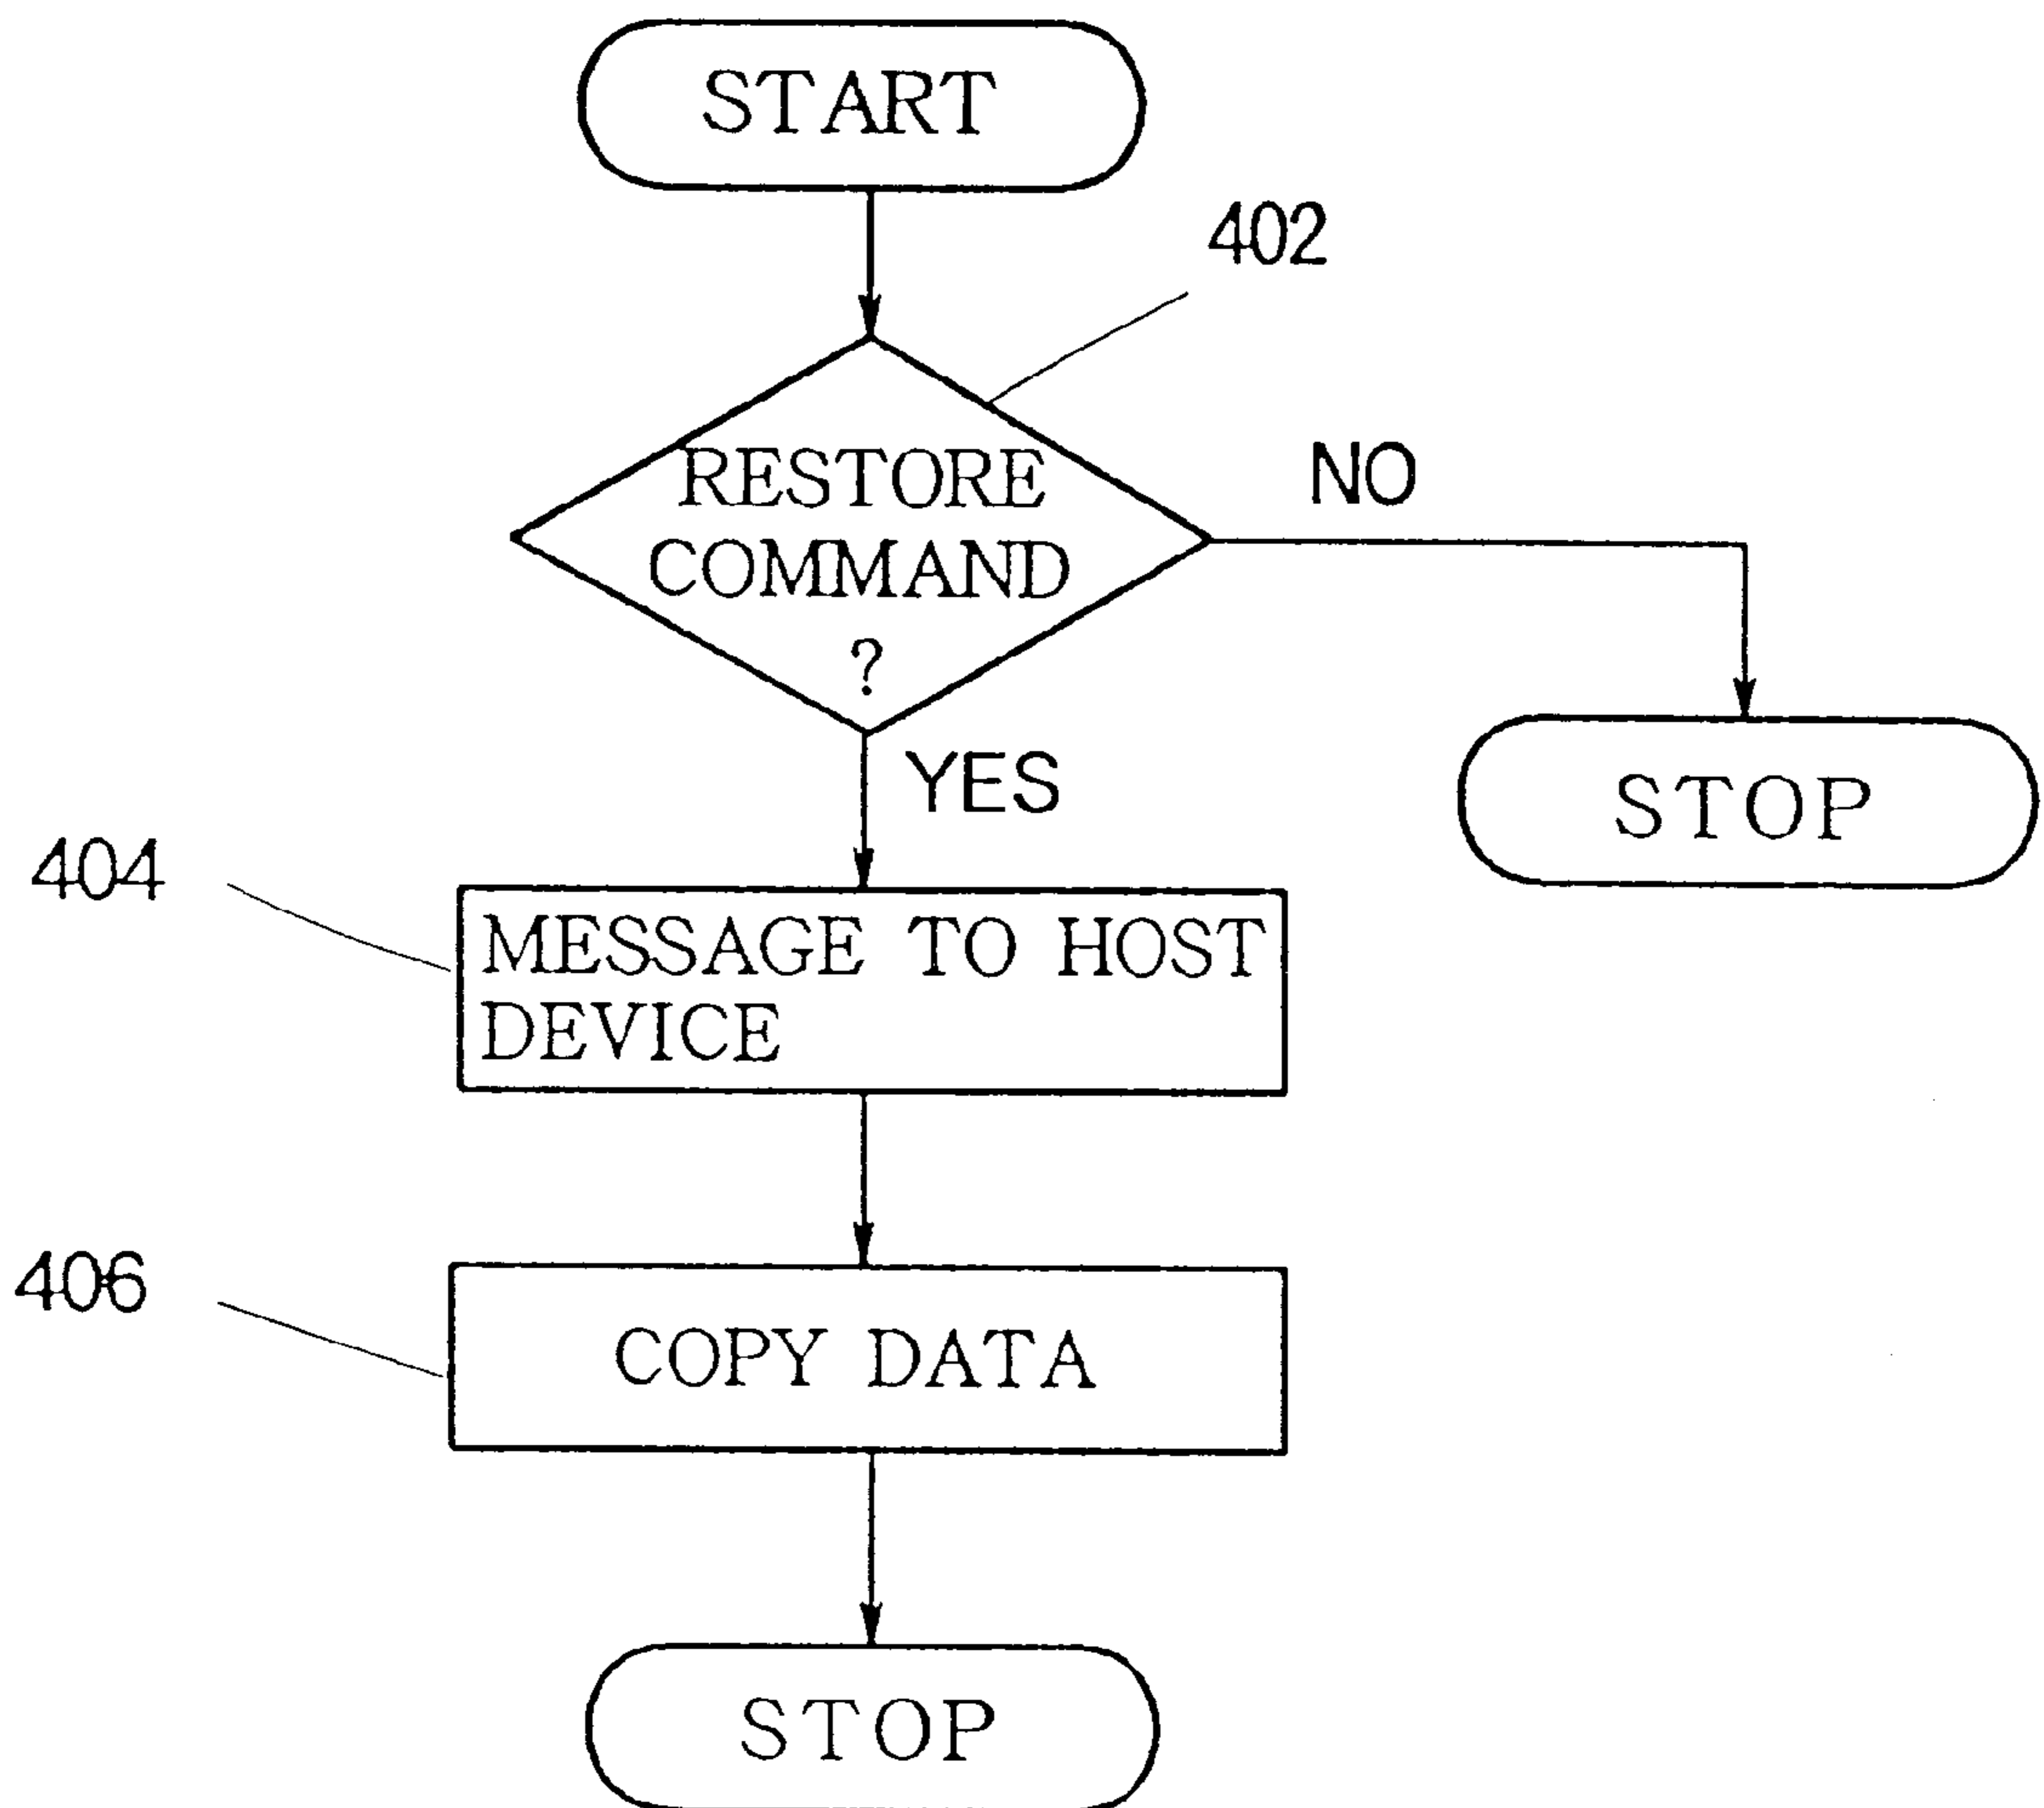 START
402
RESTORE
COMMAND
?
NO
YES
STOP
404
MESSAGE TO HOST
DEVICE
406
COPY DATA
STOP